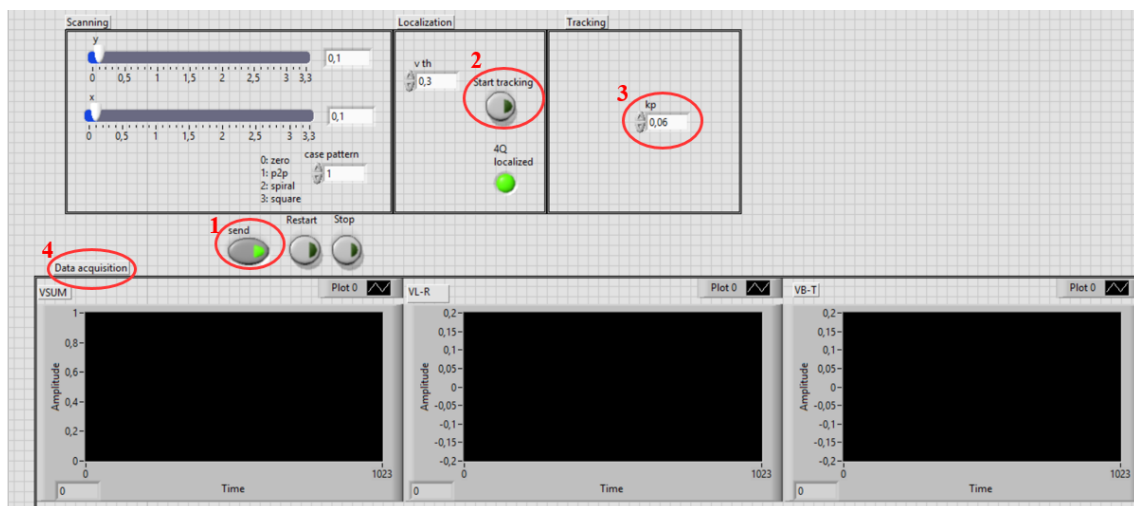 Scanning
y
0,1
0 0,5 1 1,5 2 2,5 3 3,3
x
0,1
0 0,5 1 1,5 2 2,5 3 3,3
0: zero
1: p2p
2: spiral
3: square
case pattern
1
Localization
v th
0,3
2
Start tracking
4Q
localized
Tracking
3
kp
0,06
1
send
Restart
Stop
4
Data acquisition
VSUM
Plot 0
1
0,8
0,6
0,4
0,2
0
Amplitude
0 1023
Time
0
VL-R
Plot 0
0,2
0,15
0,1
0,05
0
-0,05
-0,1
-0,15
-0,2
Amplitude
0 1023
Time
0
VB-T
Plot 0
0,2
0,15
0,1
0,05
0
-0,05
-0,1
-0,15
-0,2
Amplitude
0 1023
Time
0